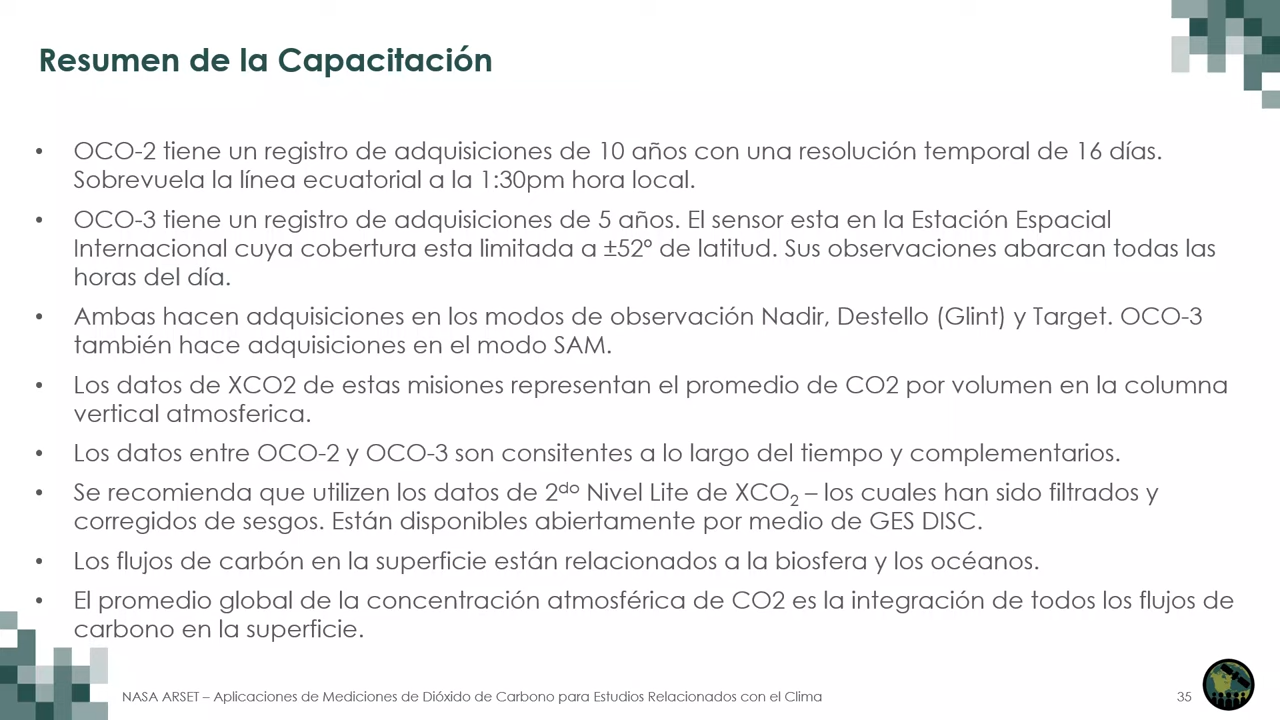 Resumen de la Capacitación
• OCO-2 tiene un registro de adquisiciones de 10 años con una resolución temporal de 16 días.
Sobrevuela la línea ecuatorial a la 1:30pm hora local.
• OCO-3 tiene un registro de adquisiciones de 5 años. El sensor esta en la Estación Espacial
Internacional cuya cobertura esta limitada a ±52° de latitud. Sus observaciones abarcan todas las
horas del día.
• Ambas hacen adquisiciones en los modos de observación Nadir, Destello (Glint) y Target. OCO-3
también hace adquisiciones en el modo SAM.
• Los datos de XCO2 de estas misiones representan el promedio de CO2 por volumen en la columna
vertical atmosferica.
• Los datos entre OCO-2 y OCO-3 son consitentes a lo largo del tiempo y complementarios.
• Se recomienda que utilizen los datos de 2do Nivel Lite de XCO2 – los cuales han sido filtrados y
corregidos de sesgos. Están disponibles abiertamente por medio de GES DISC.
• Los flujos de carbón en la superficie están relacionados a la biosfera y los océanos.
• El promedio global de la concentración atmosférica de CO2 es la integración de todos los flujos de
carbono en la superficie.
NASA ARSET – Aplicaciones de Mediciones de Dióxido de Carbono para Estudios Relacionados con el Clima
35